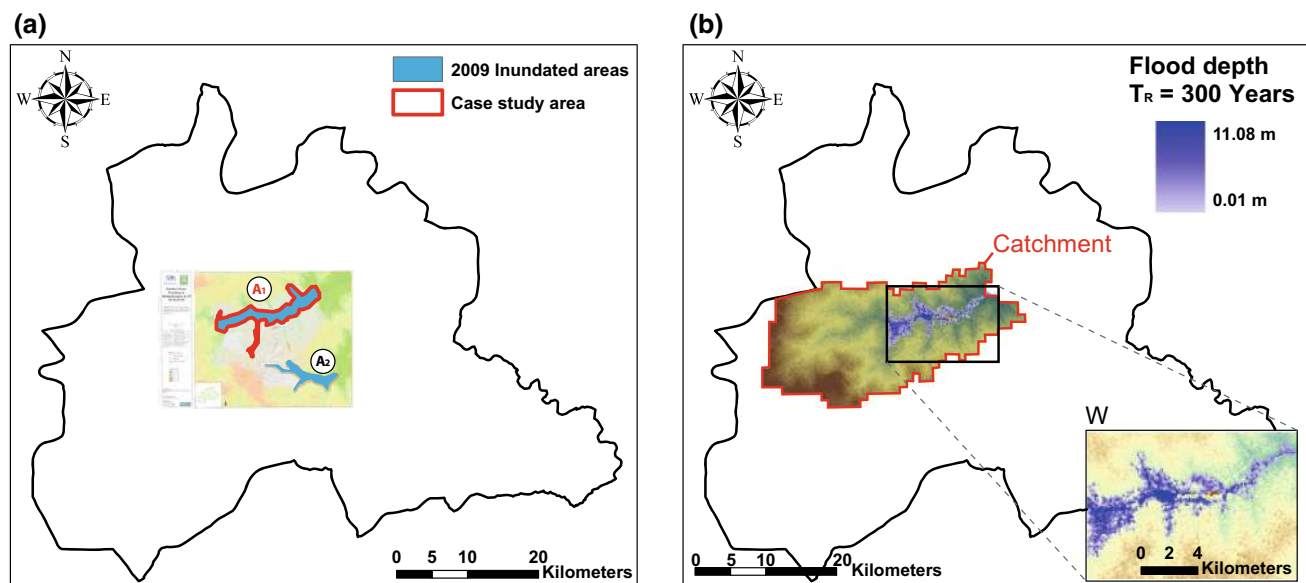 (a)
N
W E
S
2009 Inundated areas
Case study area
A1
A2
0 5 10 20
Kilometers
(b)
N
W E
S
Flood depth
TR = 300 Years
11.08 m
0.01 m
Catchment
W
0 5 10 20
Kilometers
0 2 4
Kilometers